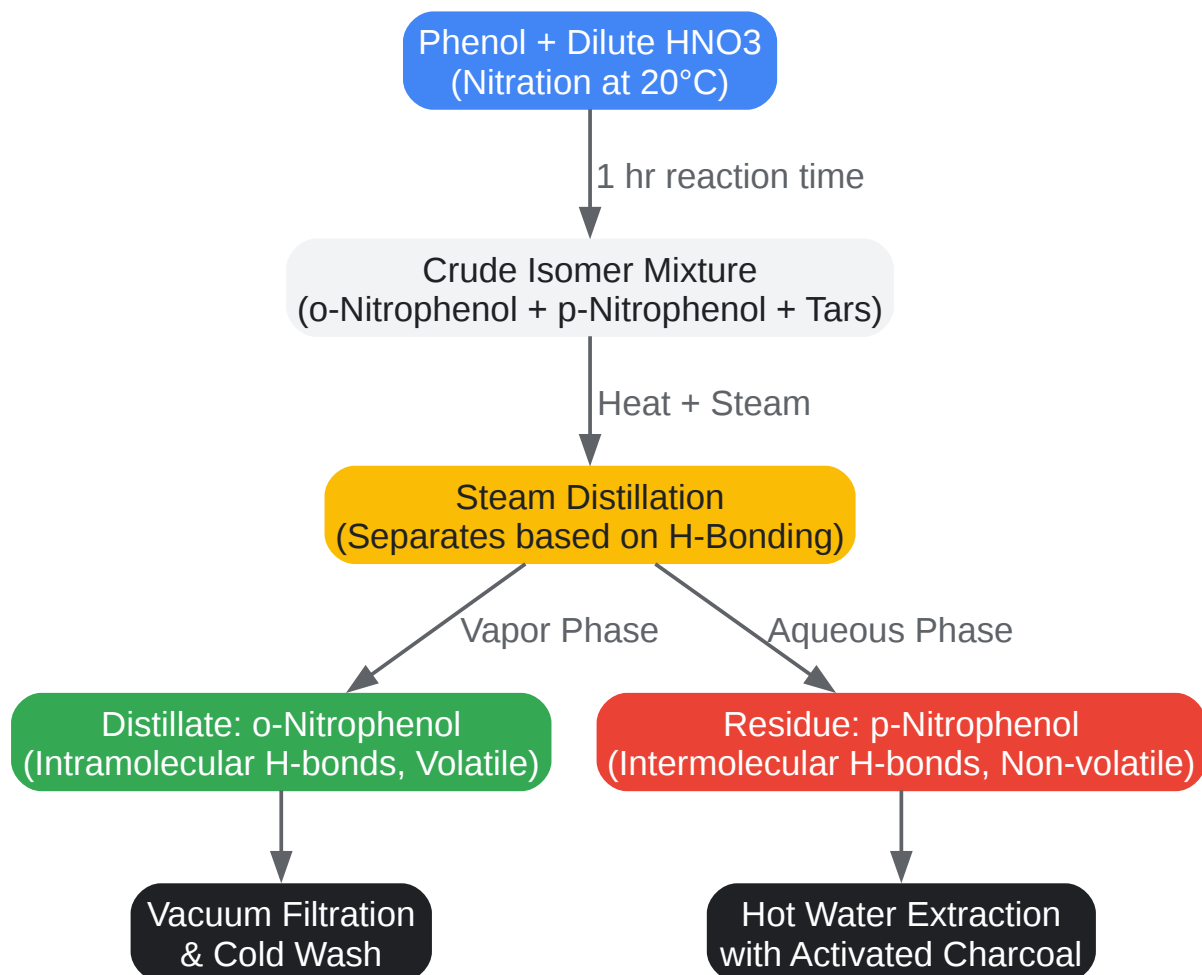 Phenol + Dilute HNO3
(Nitration at 20°C)
1 hr reaction time
Crude Isomer Mixture
(o-Nitrophenol + p-Nitrophenol + Tars)
Heat + Steam
Steam Distillation
(Separates based on H-Bonding)
Vapor Phase
Aqueous Phase
Distillate: o-Nitrophenol
(Intramolecular H-bonds, Volatile)
Residue: p-Nitrophenol
(Intermolecular H-bonds, Non-volatile)
Vacuum Filtration
& Cold Wash
Hot Water Extraction
with Activated Charcoal